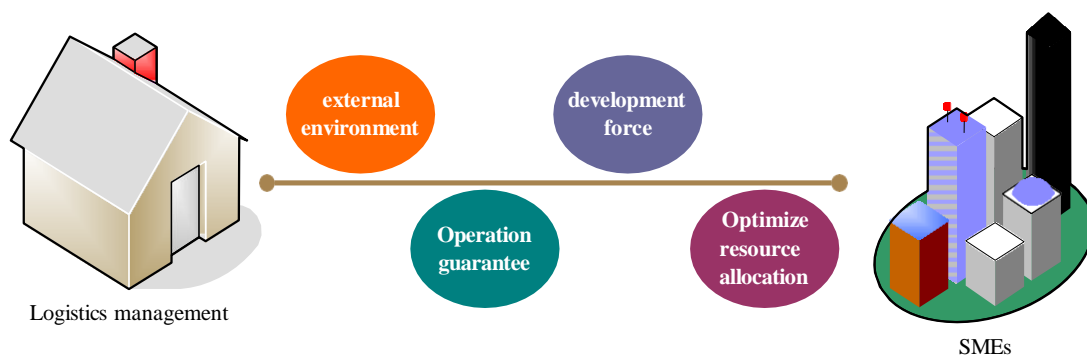 external
environment
development
force
Operation
guarantee
Optimize
resource
allocation
Logistics management
SMEs